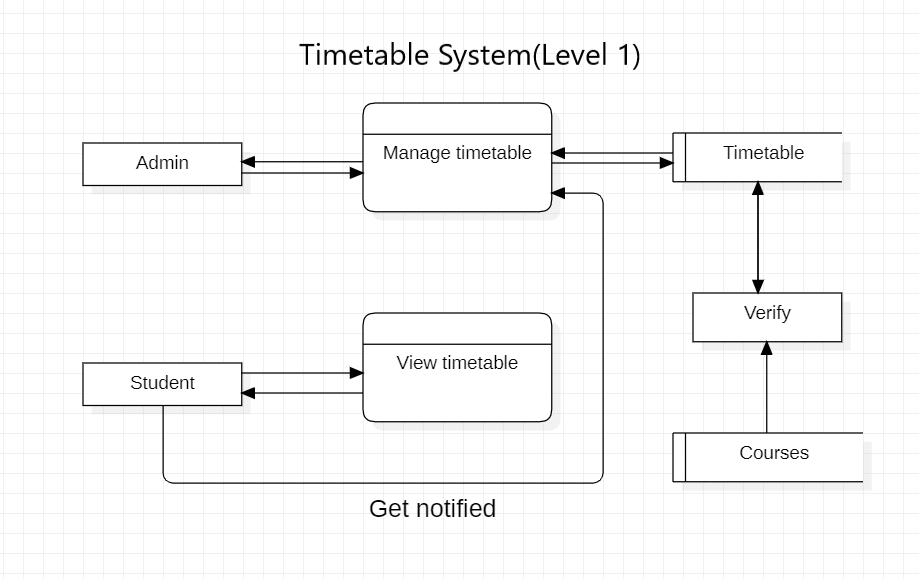 Timetable System(Level 1)
Admin
Manage timetable
Timetable
Verify
Student
View timetable
Courses
Get notified